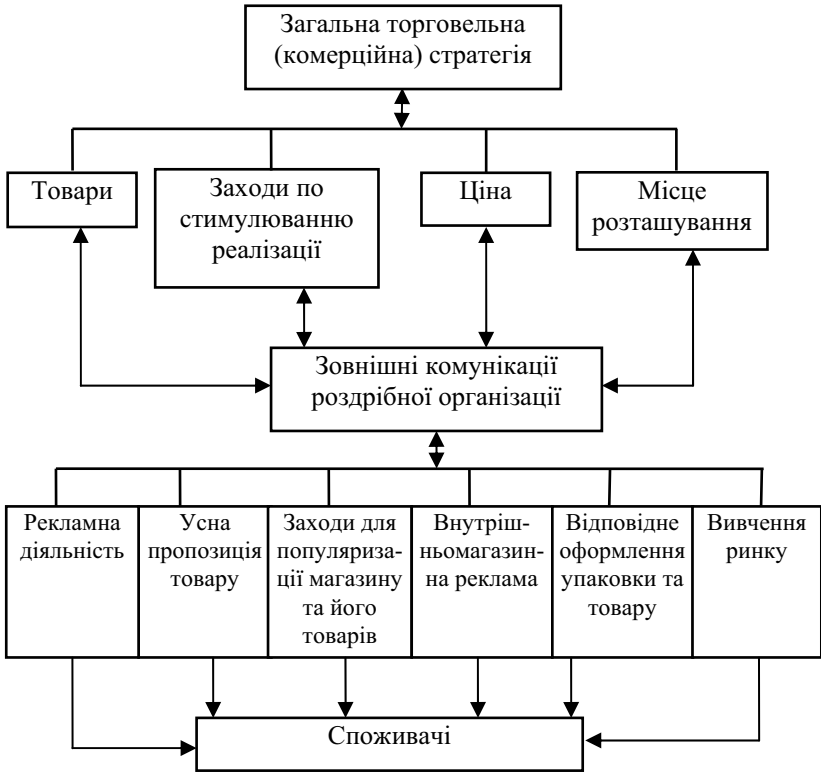 Загальна торговельна
(комерційна) стратегія
Товари
Заходи по
стимулюванню
реалізації
Ціна
Місце
розташування
Зовнішні комунікації
роздрібної організації
Рекламна
діяльність
Усна
пропозиція
товару
Заходи для
популяриза-
ції магазину
та його
товарів
Внутріш-
ньомагазин-
на реклама
Відповідне
оформлення
упаковки та
товару
Вивчення
ринку
Споживачі